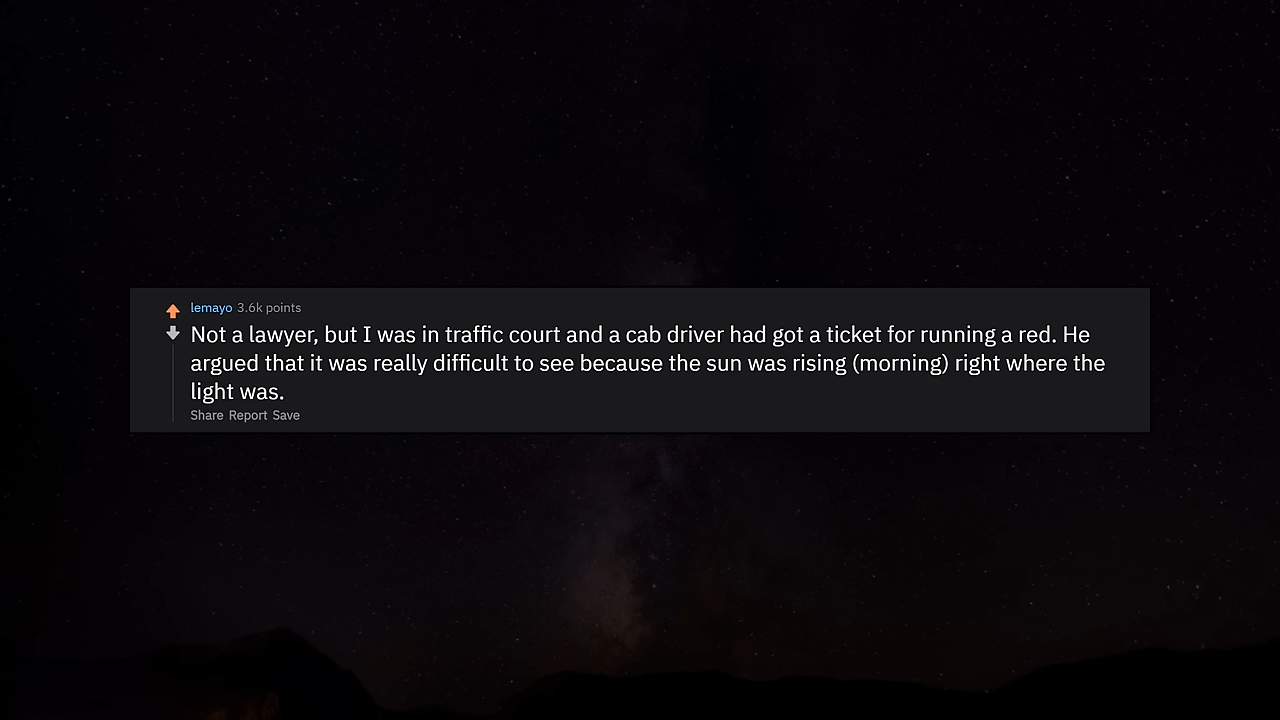 lemayo 3.6k points
Not a lawyer, but I was in traffic court and a cab driver had got a ticket for running a red. He
argued that it was really difficult to see because the sun was rising (morning) right where the
light was.
Share Report Save